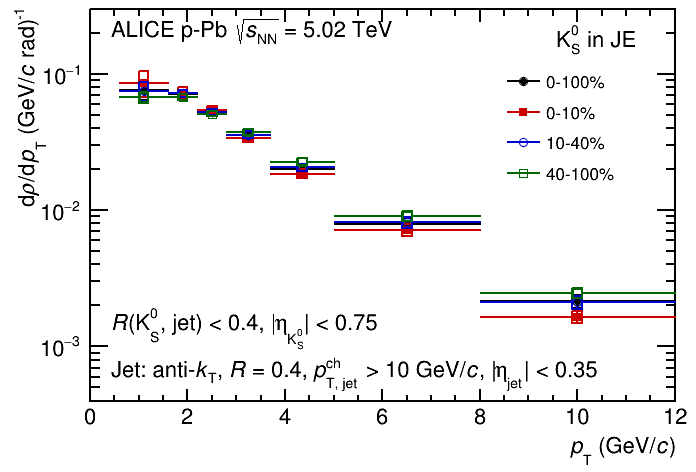 ALICE p-Pb √s_NN = 5.02 TeV
K⁰_S in JE
0-100%
0-10%
10-40%
40-100%
dρ/dp_T (GeV/c rad)⁻¹
10⁻¹
10⁻²
10⁻³
R(K⁰_S, jet) < 0.4, |η_K⁰_S| < 0.75
Jet: anti-k_T, R = 0.4, p^ch_T, jet > 10 GeV/c, |η_jet| < 0.35
0 2 4 6 8 10 12
p_T (GeV/c)